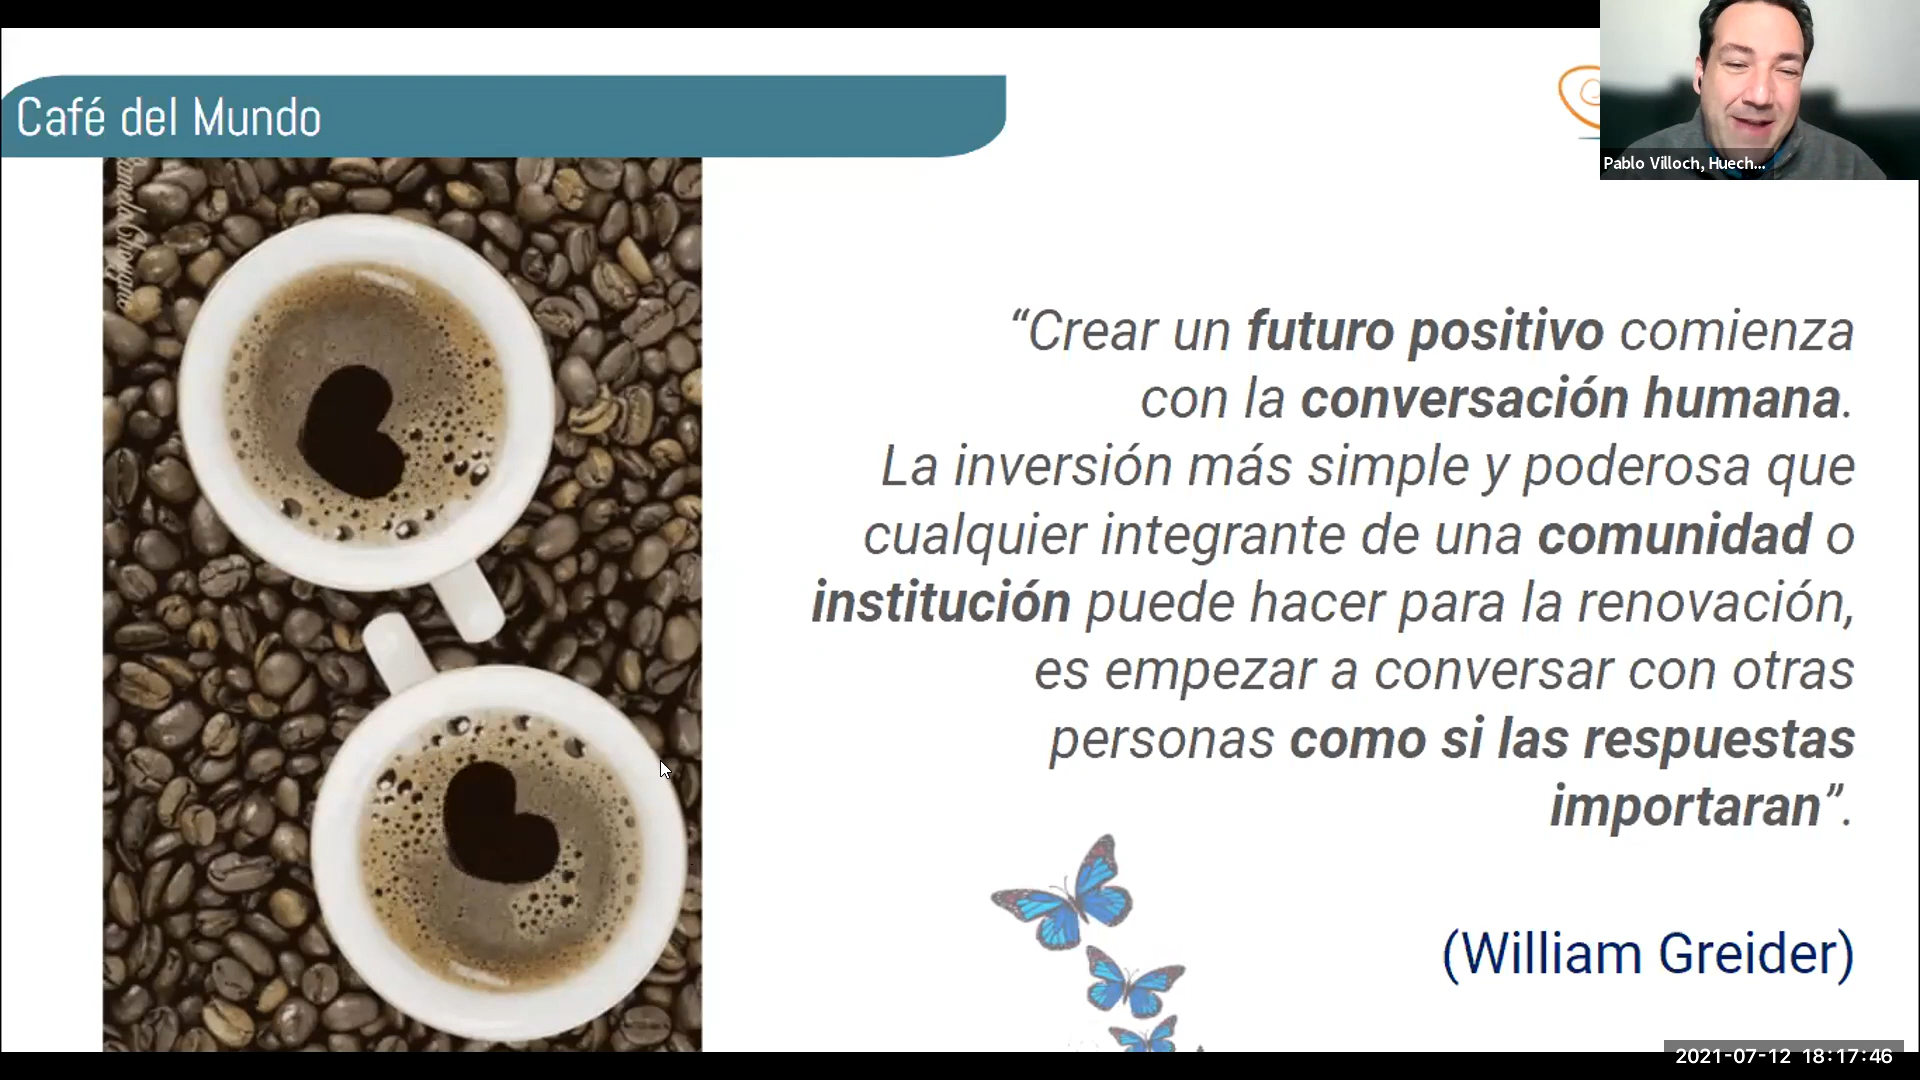 Café del Mundo
Pablo Villoch, Huech...
“Crear un futuro positivo comienza
con la conversación humana.
La inversión más simple y poderosa que
cualquier integrante de una comunidad o
institución puede hacer para la renovación,
es empezar a conversar con otras
personas como si las respuestas
importaran”.
(William Greider)
2021-07-12 18:17:46